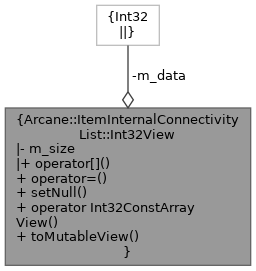 {Int32
||}
-m_data
{Arcane::ItemInternalConnectivity
List::Int32View
|- m_size
|+ operator[]()
+ operator=()
+ setNull()
+ operator Int32ConstArray
View()
+ toMutableView()
}